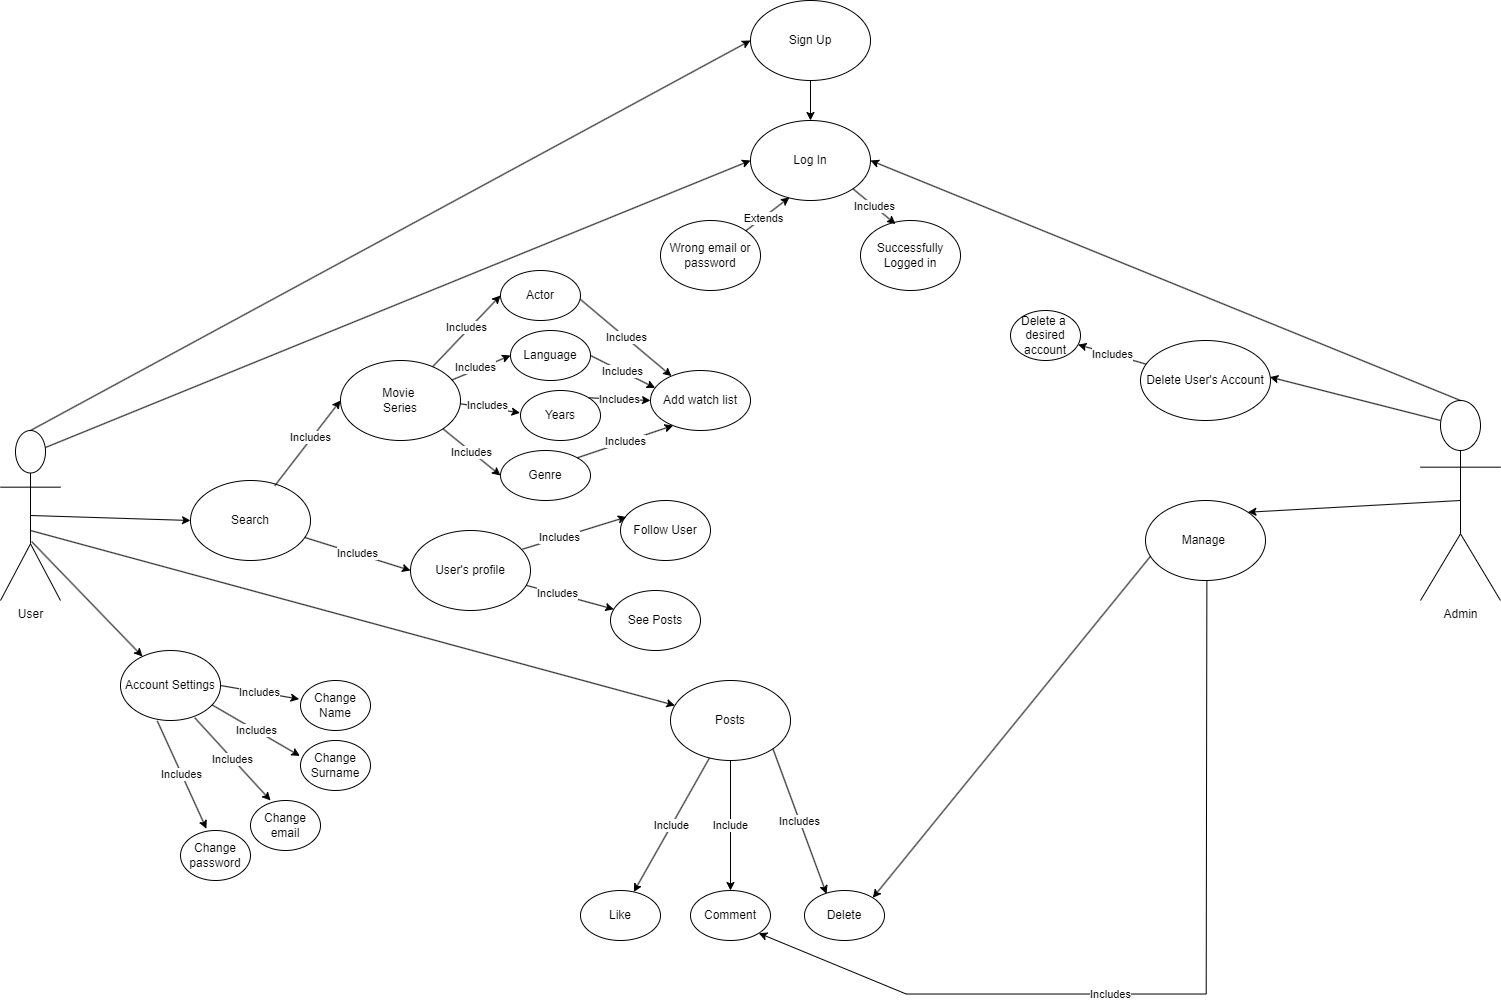 Sign Up
Log In
Extends
Includes
Wrong email or
password
Successfully
Logged in
Actor
Includes
Includes
Language
Includes
Includes
Movie
Series
Includes
Years
Includes
Add watch list
Includes
Includes
Includes
Genre
Delete a
desired
account
Includes
Delete User's Account
Search
Includes
User's profile
Includes
Follow User
Includes
See Posts
Manage
User
Admin
Account Settings
Includes
Change
Name
Includes
Change
Surname
Includes
Change
email
Includes
Change
password
Posts
Include
Include
Includes
Like
Comment
Delete
Includes